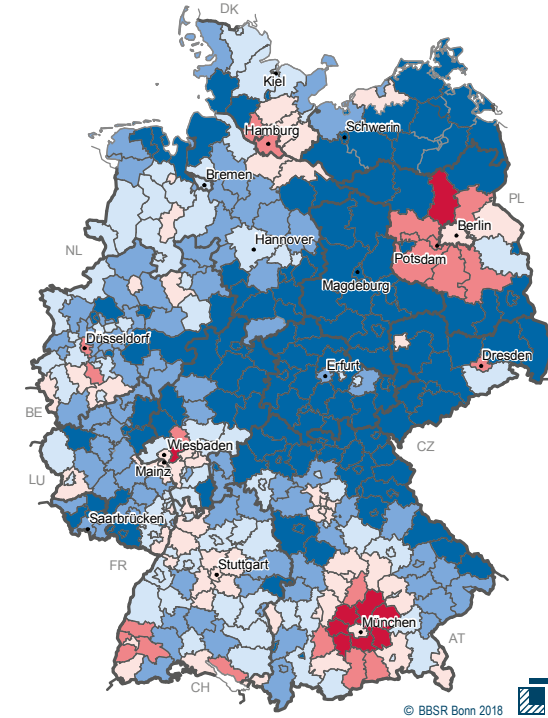 DK
Kiel
Hamburg
Schwerin
Bremen
PL
Berlin
Hannover
NL
Potsdam
Magdeburg
Düsseldorf
Dresden
Erfurt
BE
CZ
Wiesbaden
Mainz
LU
Saarbrücken
FR
Stuttgart
München
AT
CH
© BBSR Bonn 2018